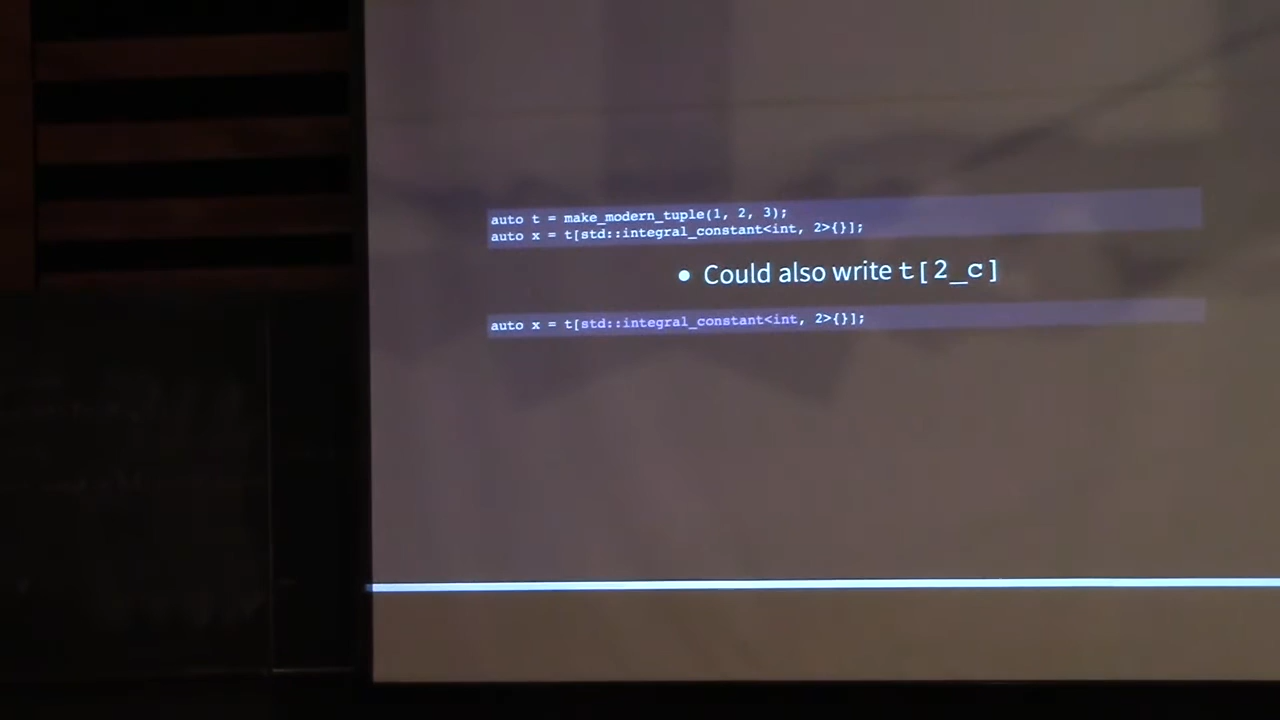 auto t = make_modern_tuple(1, 2, 3);
auto x = t[std::integral_constant<int, 2>{}];
• Could also write t[2_c]
auto x = t[std::integral_constant<int, 2>{}];